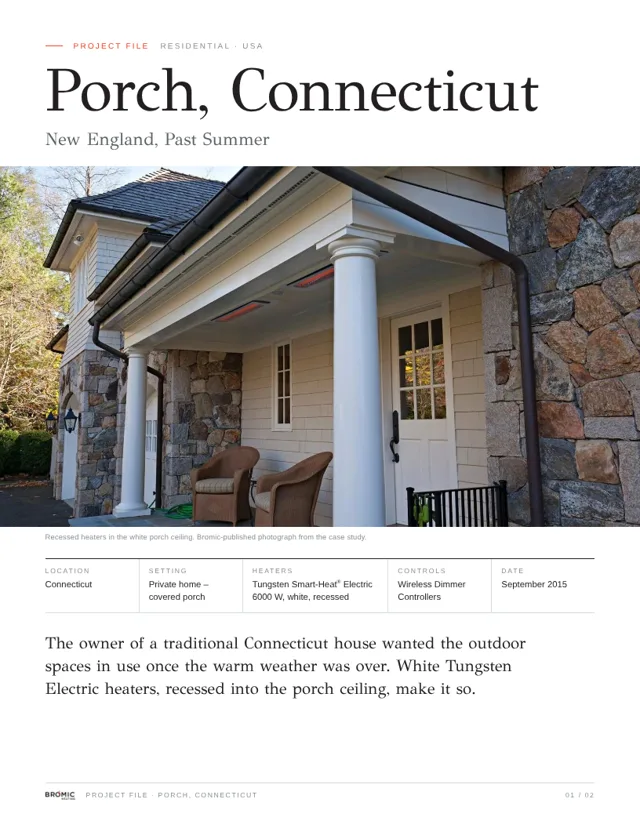 PROJECT FILE RESIDENTIAL · USA
Porch, Connecticut
New England, Past Summer
Recessed heaters in the white porch ceiling. Bromic-published photograph from the case study.
LOCATION
Connecticut
SETTING
Private home –
covered porch
HEATERS
Tungsten Smart-Heat® Electric
6000 W, white, recessed
CONTROLS
Wireless Dimmer
Controllers
DATE
September 2015
The owner of a traditional Connecticut house wanted the outdoor
spaces in use once the warm weather was over. White Tungsten
Electric heaters, recessed into the porch ceiling, make it so.
BROMIC
HEATING
PROJECT FILE · PORCH, CONNECTICUT
01 / 02